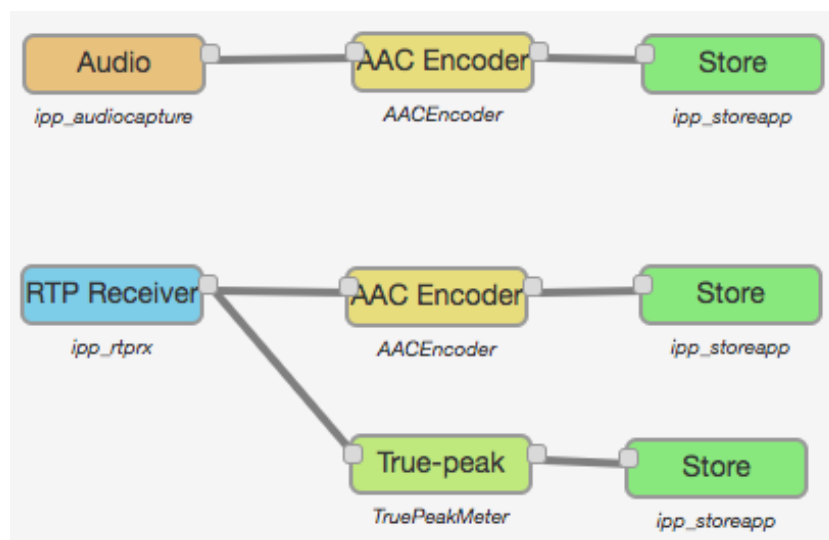 Audio
AAC Encoder
Store
ipp_audiocapture
AACEncoder
ipp_storeapp
RTP Receiver
AAC Encoder
Store
ipp_rtprx
AACEncoder
ipp_storeapp
True-peak
Store
TruePeakMeter
ipp_storeapp